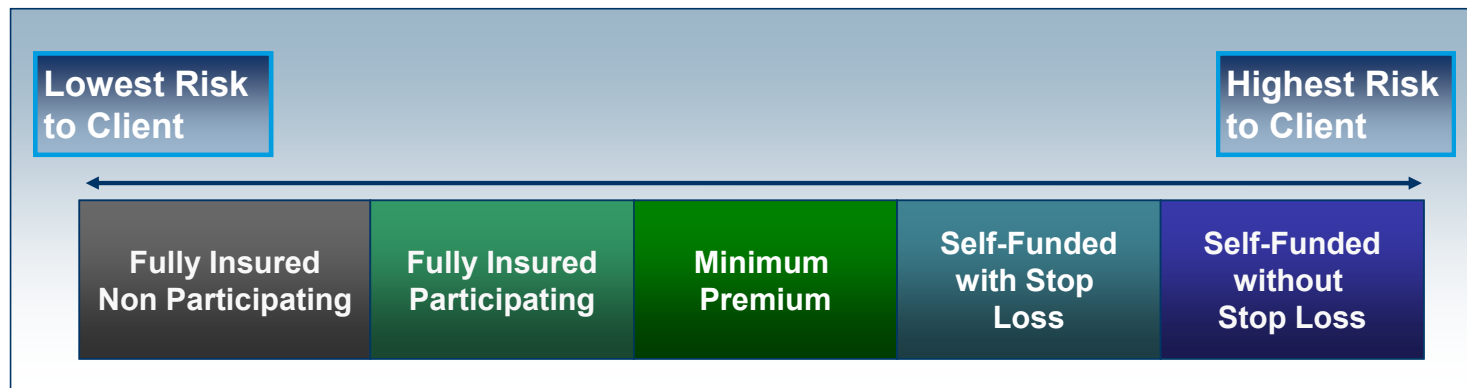 Lowest Risk
to Client
Highest Risk
to Client
Fully Insured
Non Participating
Fully Insured
Participating
Minimum
Premium
Self-Funded
with Stop
Loss
Self-Funded
without
Stop Loss